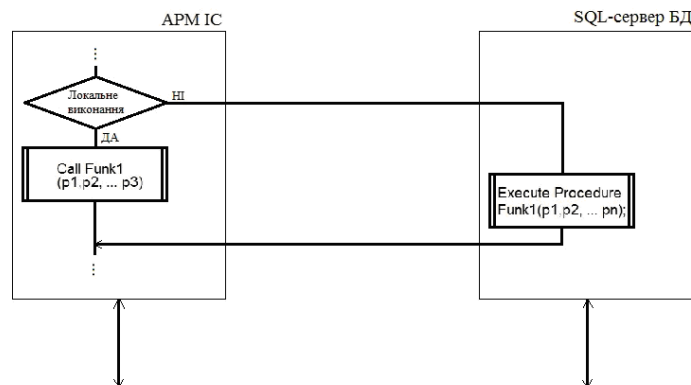 АРМ ІС
SQL-сервер БД
⋮
Локальне
виконання
НІ
ДА
Call Funk1
(p1,p2, ... p3)
Execute Procedure
Funk1(p1,p2, ... pn);
⋮